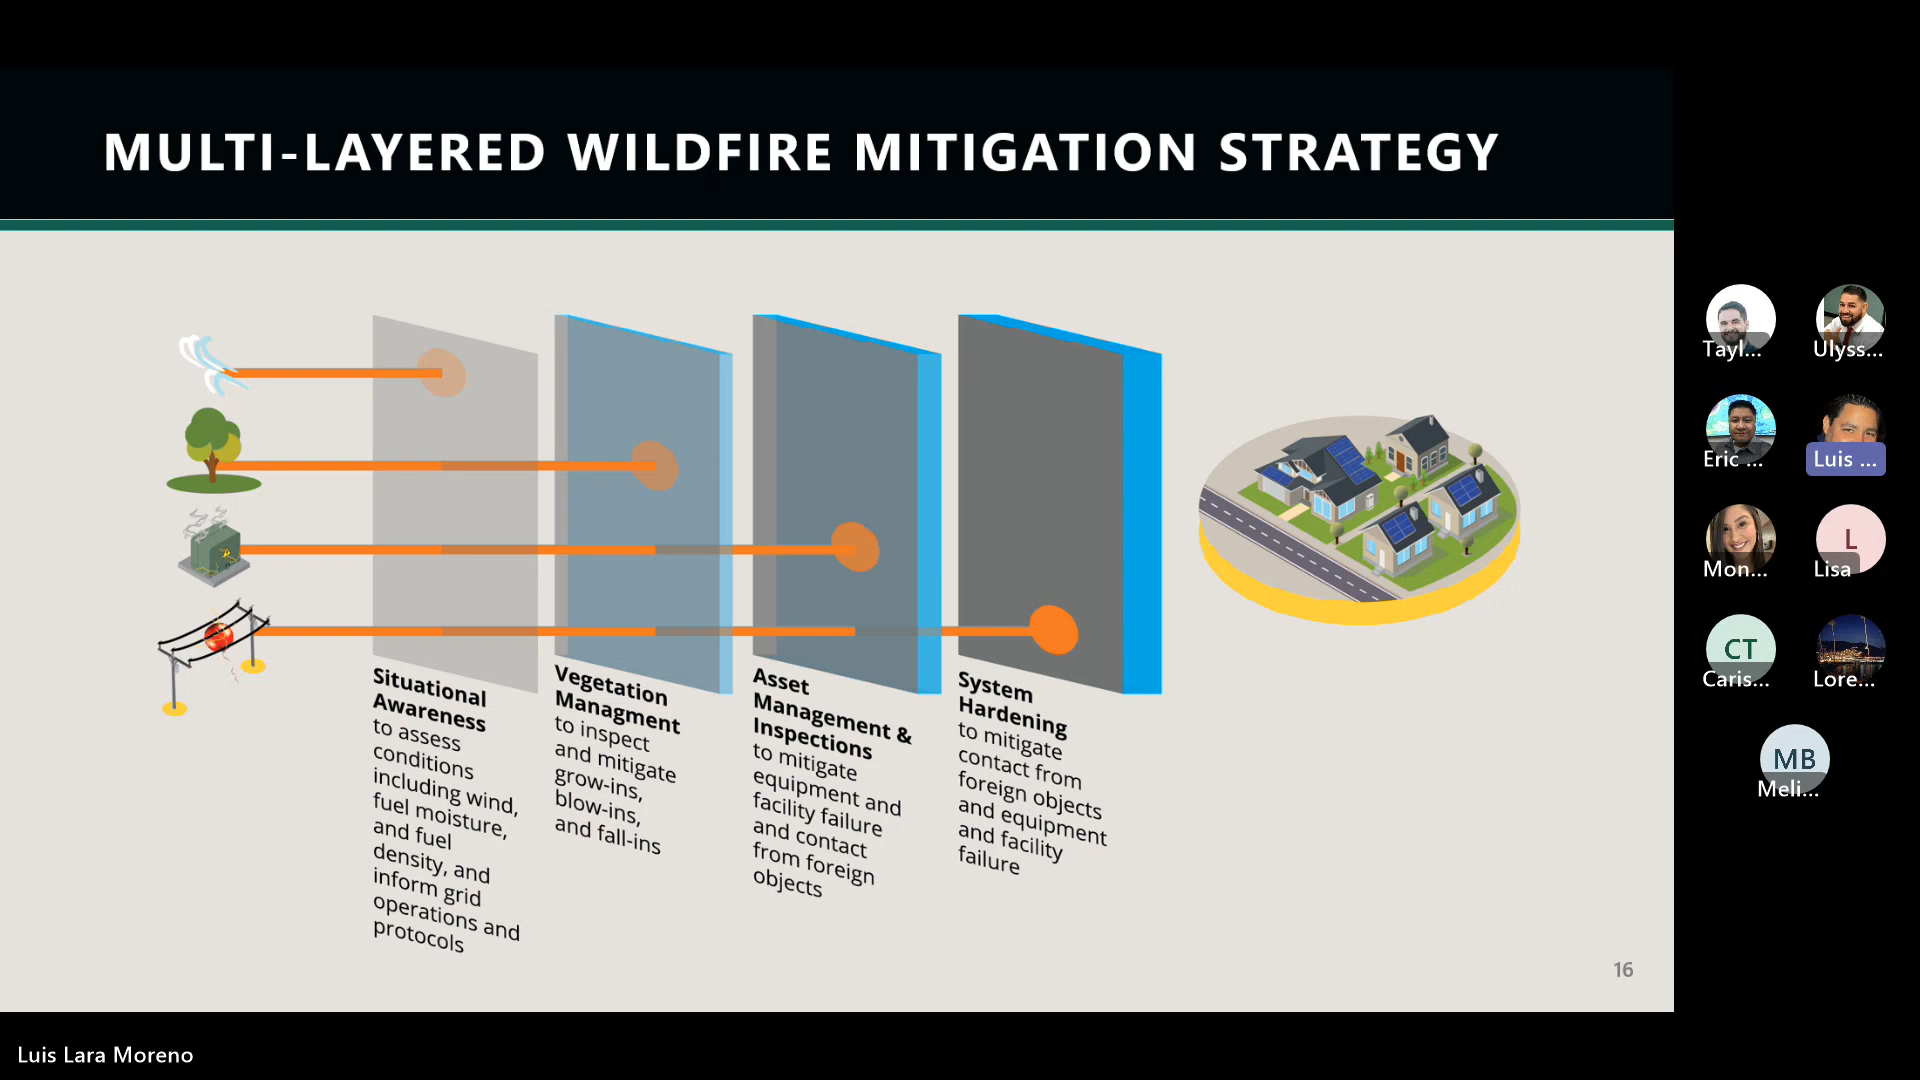 MULTI-LAYERED WILDFIRE MITIGATION STRATEGY
Situational
Awareness
to assess
conditions
including wind,
fuel moisture,
and fuel
density, and
inform grid
operations and
protocols
Vegetation
Managment
to inspect
and mitigate
grow-ins,
blow-ins,
and fall-ins
Asset
Management &
Inspections
to mitigate
equipment and
facility failure
and contact
from foreign
objects
System
Hardening
to mitigate
contact from
foreign objects
and equipment
and facility
failure
16
Tayl...
Ulyss...
Eric ...
Luis ...
Mon...
L
Lisa
CT
Caris...
Lore...
MB
Meli...
Luis Lara Moreno